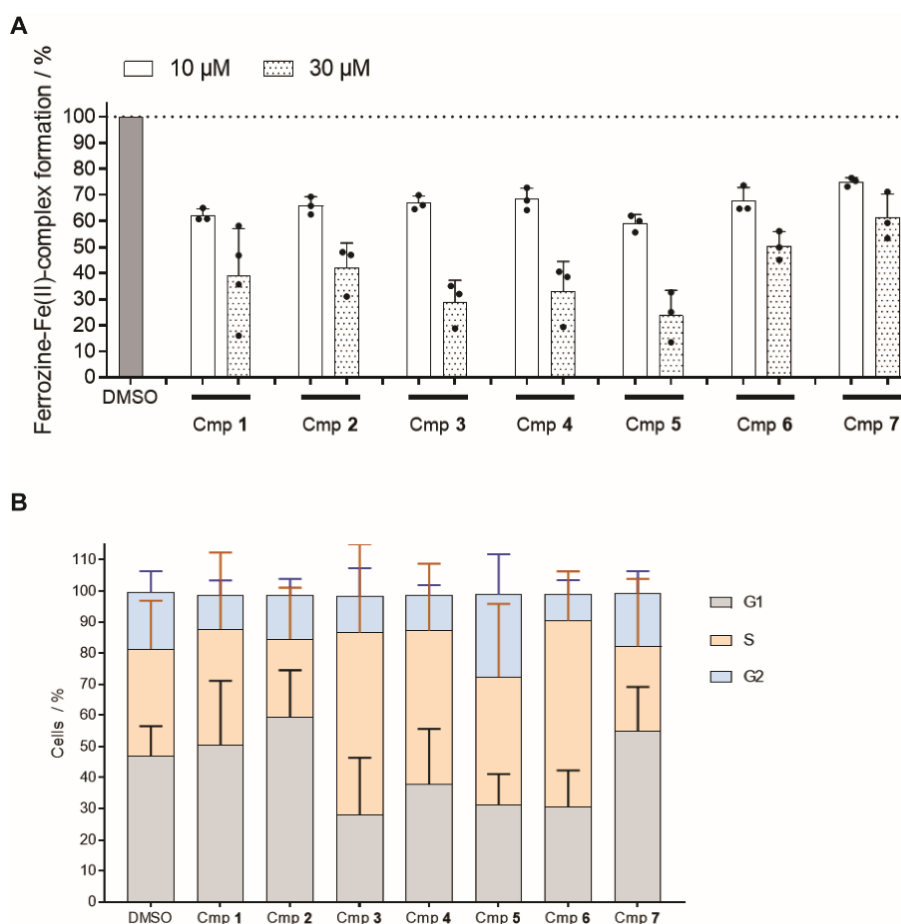 A
Ferrozine-Fe(II)-complex formation / %
10 µM 30 µM
100
90
80
70
60
50
40
30
20
10
0
DMSO Cmp 1 Cmp 2 Cmp 3 Cmp 4 Cmp 5 Cmp 6 Cmp 7
B
Cells / %
110
100
90
80
70
60
50
40
30
20
10
0
G1
S
G2
DMSO Cmp 1 Cmp 2 Cmp 3 Cmp 4 Cmp 5 Cmp 6 Cmp 7